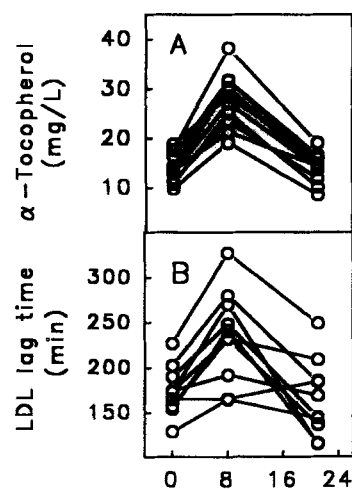 A
α-Tocopherol
(mg/L)
40
30
20
10
B
LDL lag time
(min)
300
250
200
150
0 8 16 24